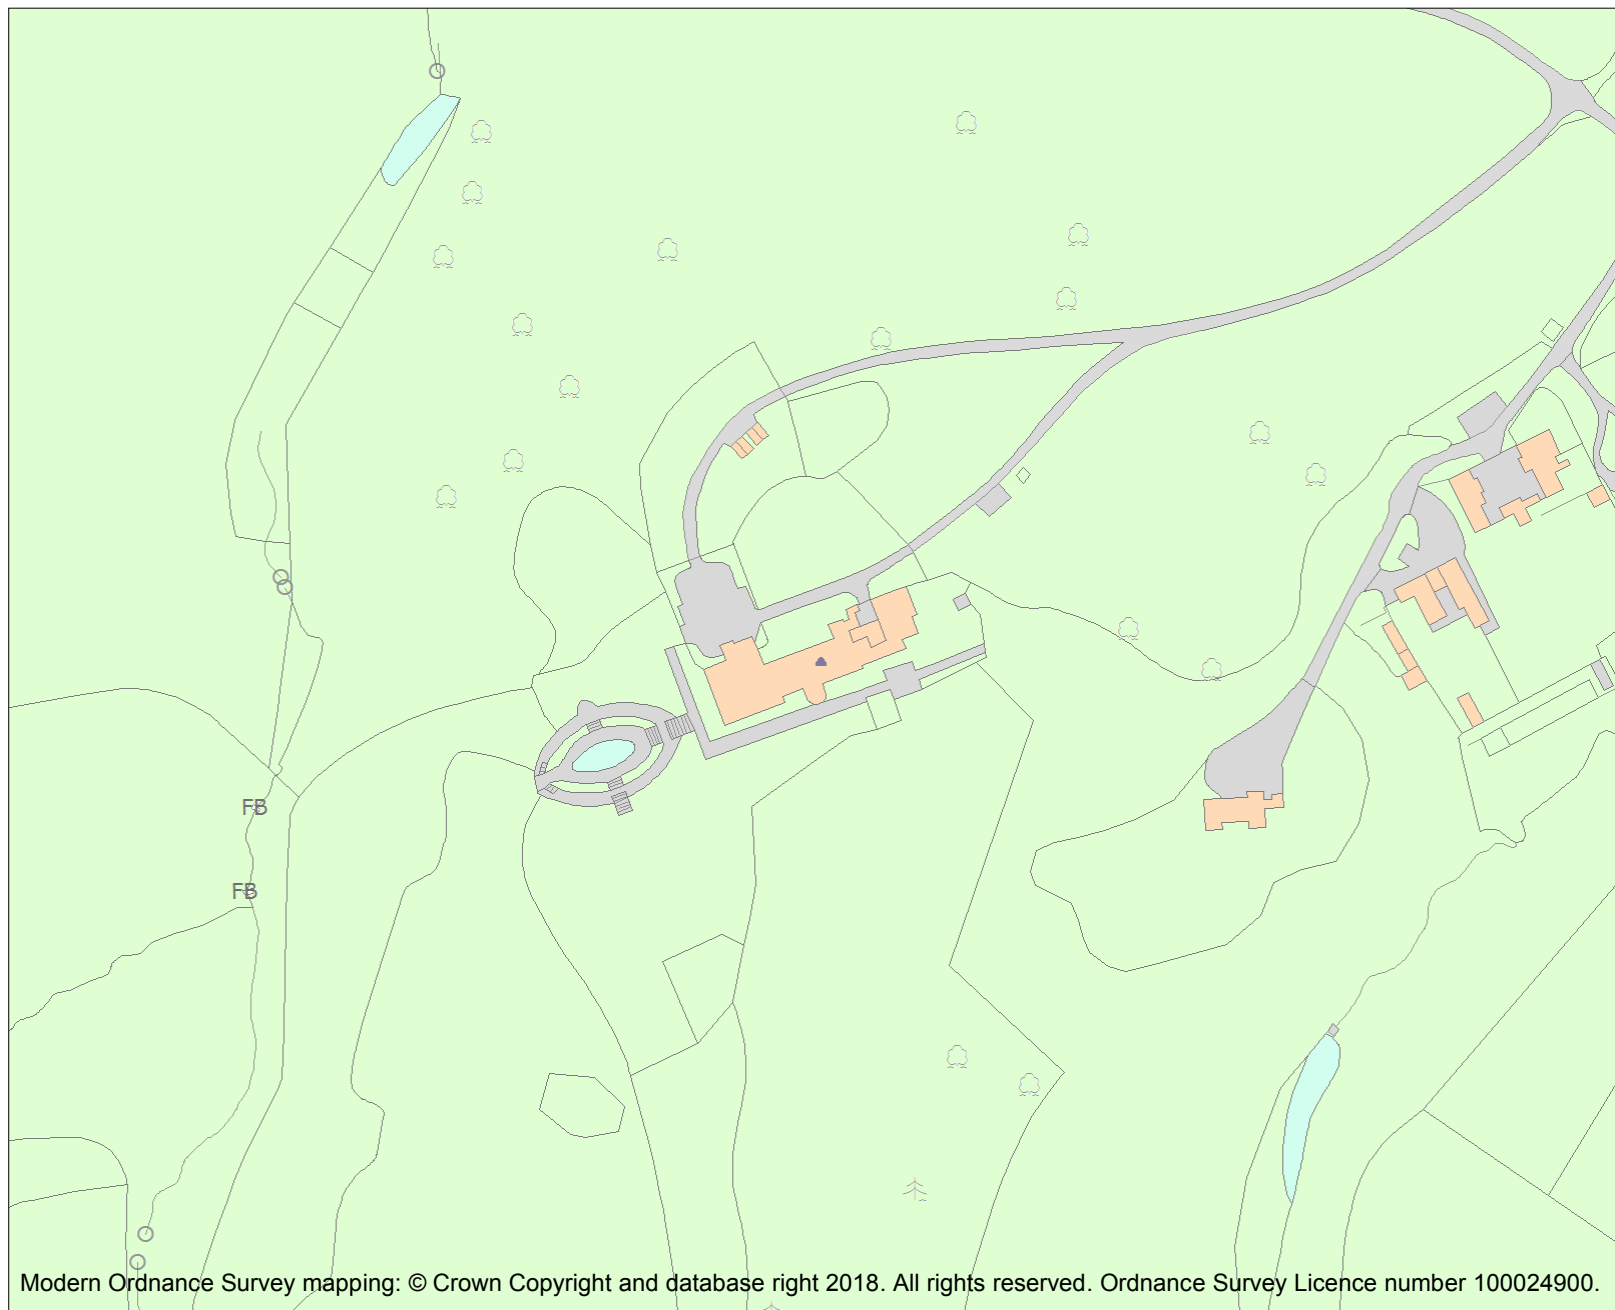 FB
FB
Modern Ordnance Survey mapping: © Crown Copyright and database right 2018. All rights reserved. Ordnance Survey Licence number 100024900.